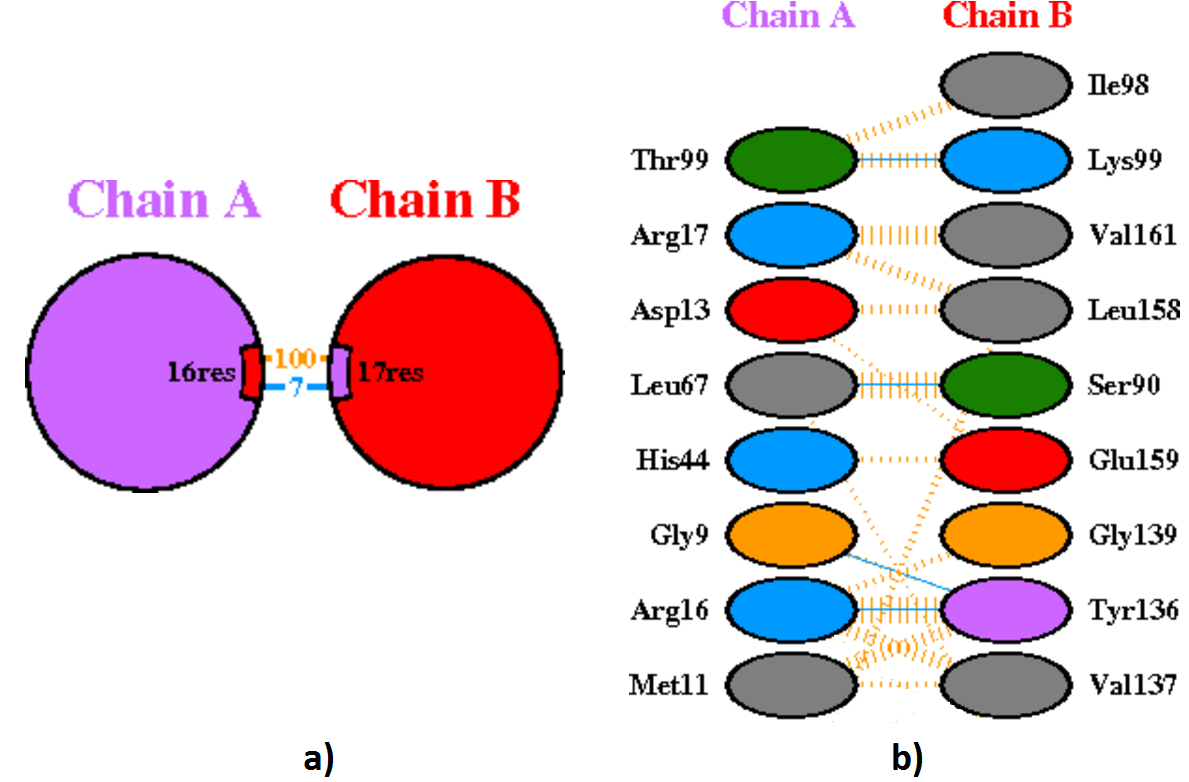 Chain A Chain B
100
16res 17res
7
a)
Chain A Chain B
Ile98
Thr99 Lys99
Arg17 Val161
Asp13 Leu158
Leu67 Ser90
His44 Glu159
Gly9 Gly139
Arg16 Tyr136
Met11 Val137
b)